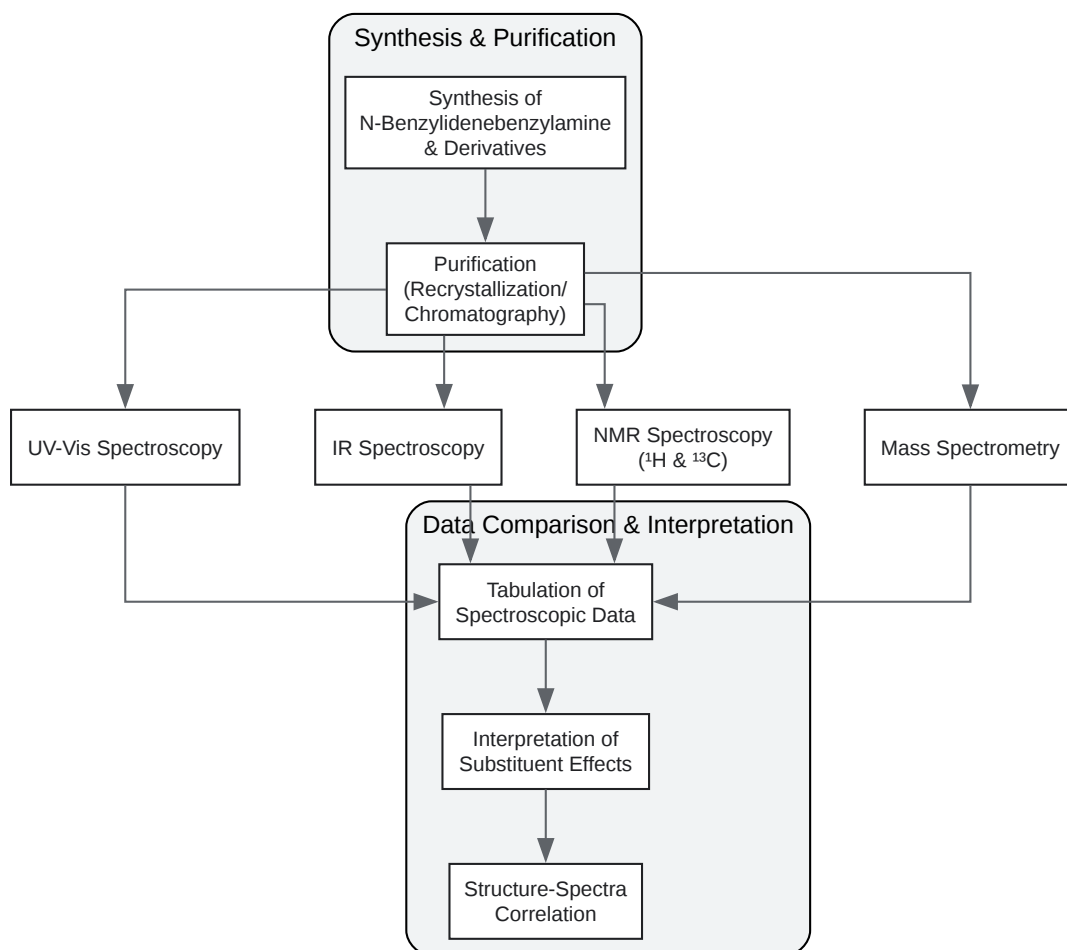 Synthesis & Purification
Synthesis of
N-Benzylidenebenzylamine
& Derivatives
Purification
(Recrystallization/
Chromatography)
UV-Vis Spectroscopy
IR Spectroscopy
NMR Spectroscopy
(¹H & ¹³C)
Mass Spectrometry
Data Comparison & Interpretation
Tabulation of
Spectroscopic Data
Interpretation of
Substituent Effects
Structure-Spectra
Correlation